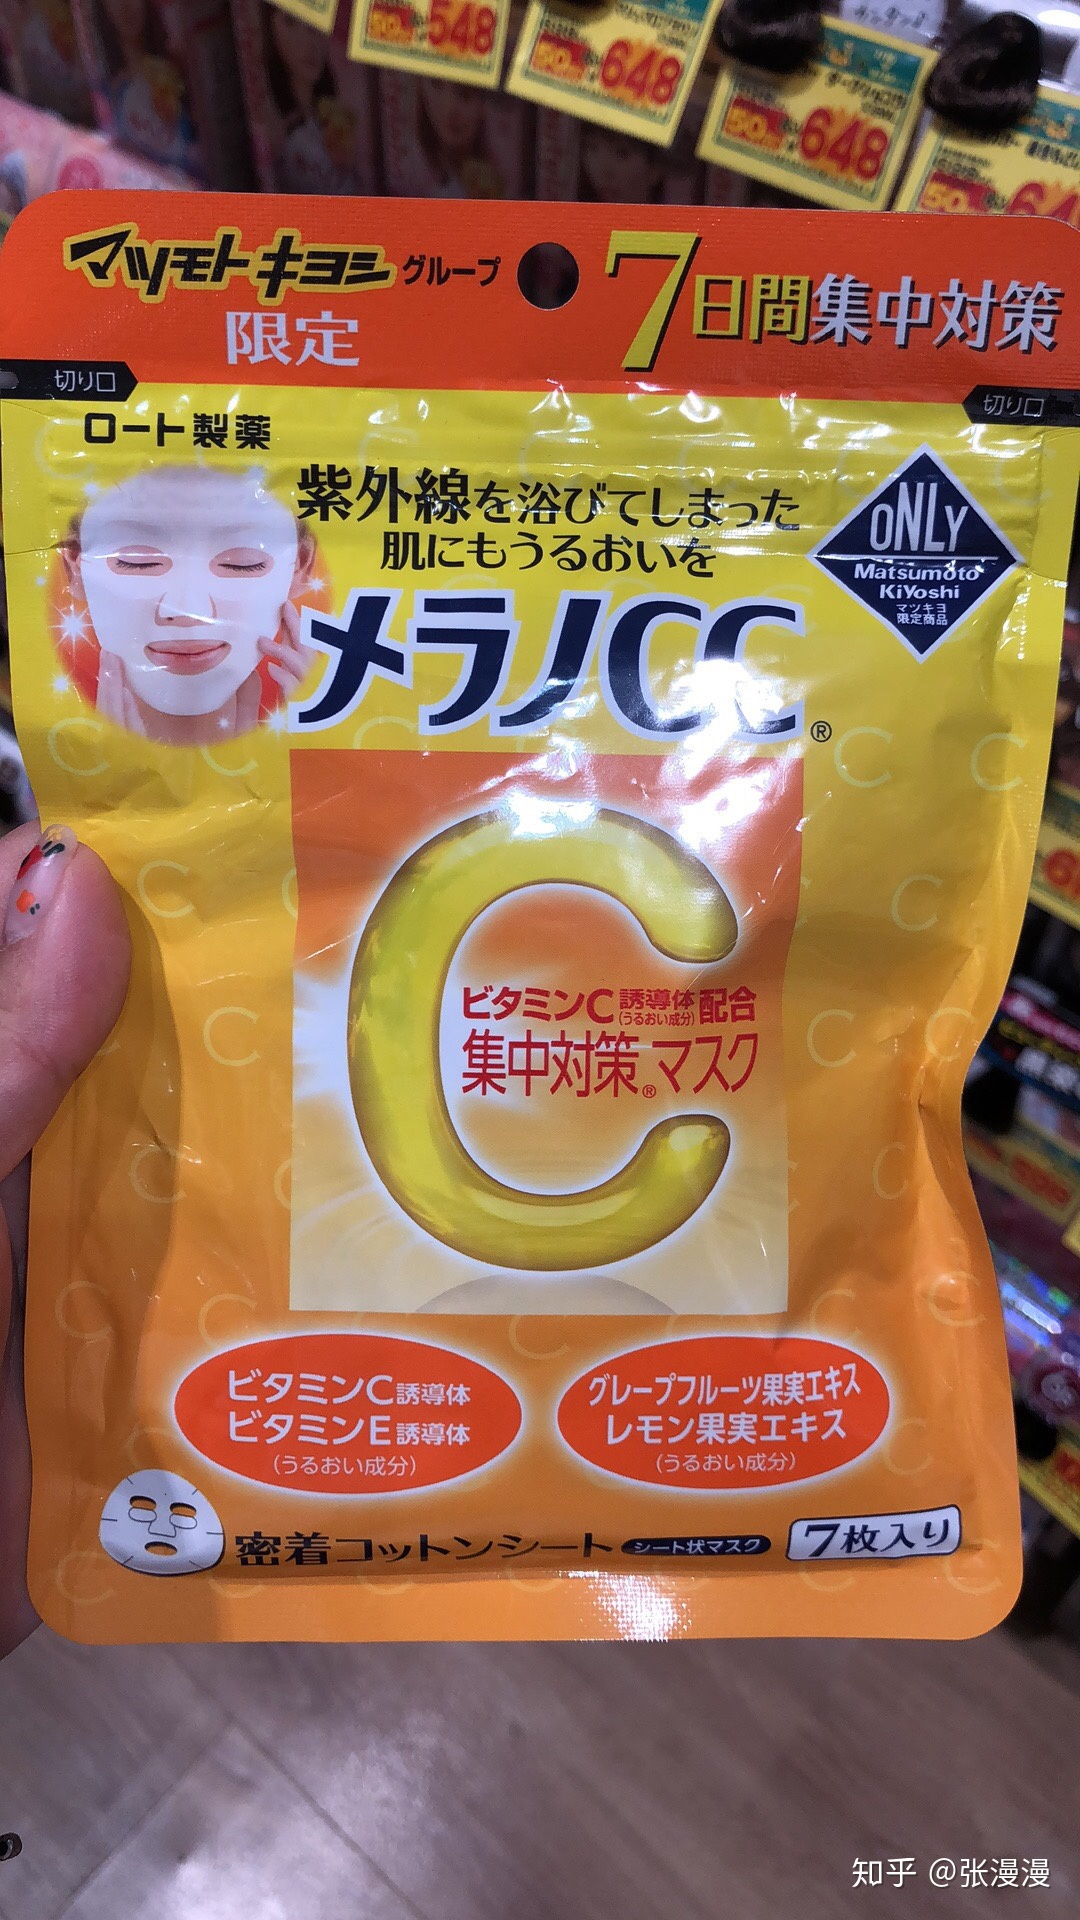 548
648
648
50
マツモトキヨシグループ
限定
7日間集中対策
切り口
切り口
ロート製薬
紫外線を浴びてしまった
肌にもうるおいを
ONLY
Matsumoto
KiYoshi
マツキヨ
限定商品
メラノCC®
ビタミンC誘導体配合
(うるおい成分)
集中対策®マスク
ビタミンC誘導体
ビタミンE誘導体
(うるおい成分)
グレープフルーツ果実エキス
レモン果実エキス
(うるおい成分)
密着コットンシート シート状マスク 7枚入り
知乎 @张漫漫